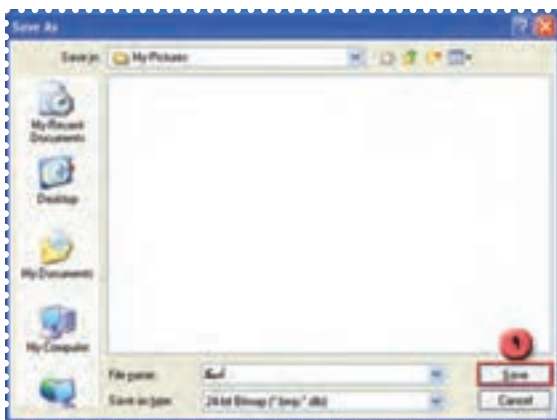 Save As
Save in: My Pictures
My Recent
Documents
Desktop
My Documents
My Computer
File name:
Save
Save as type: 24-bit Bitmap (*.bmp;*.dib)
Cancel